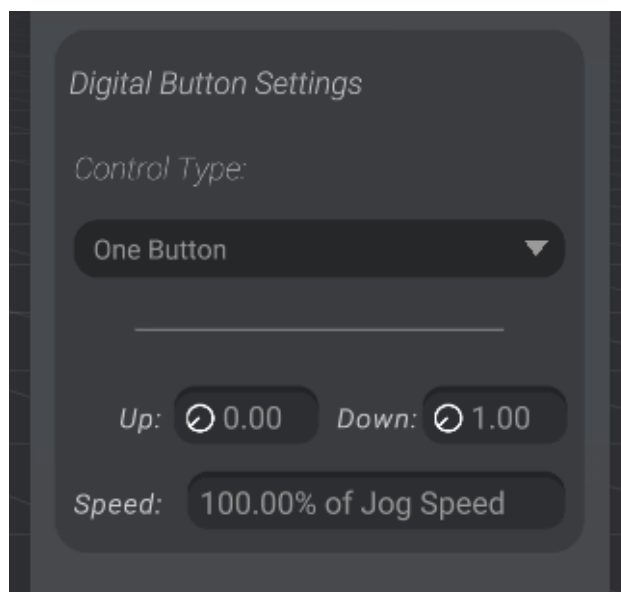 Digital Button Settings
Control Type:
One Button
Up: 0.00 Down: 1.00
Speed: 100.00% of Jog Speed